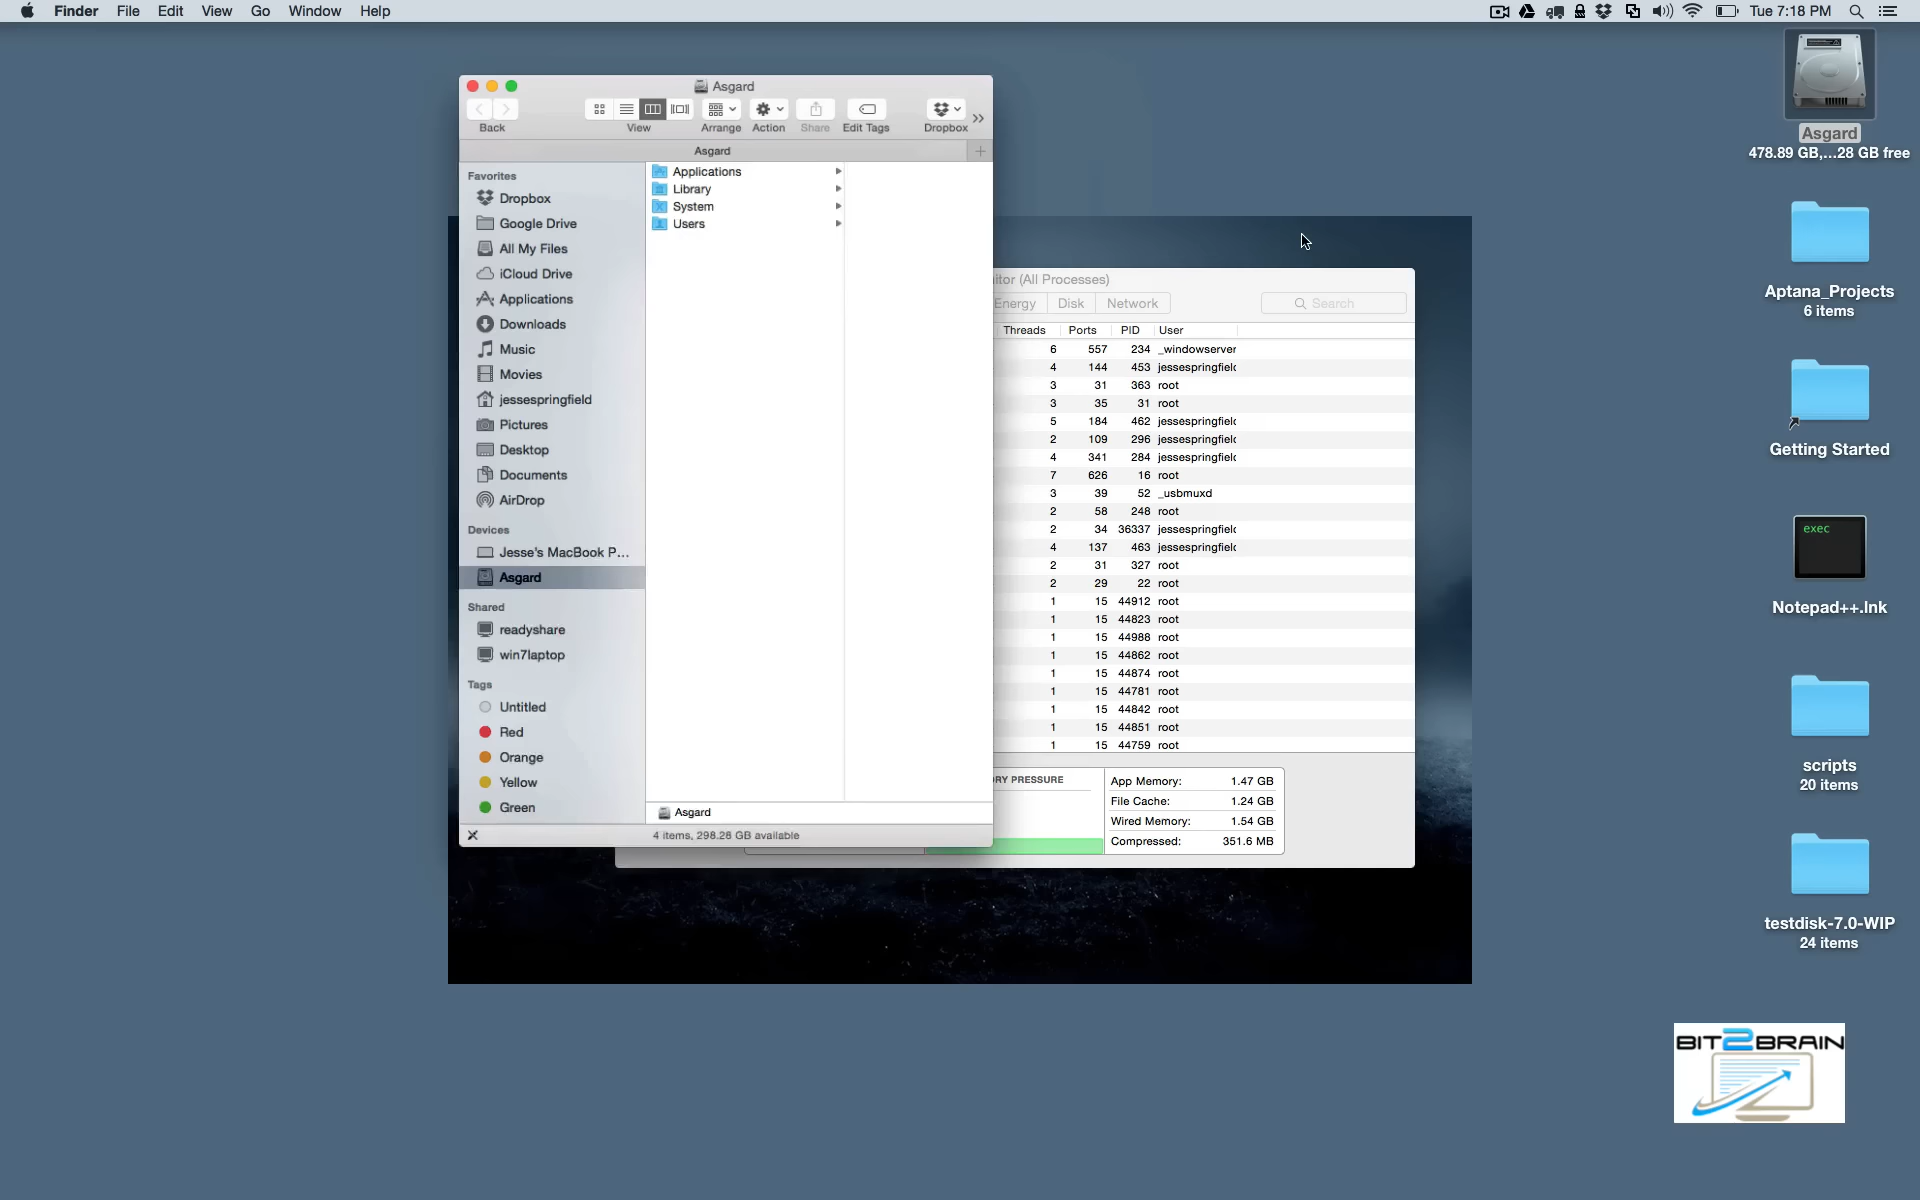 Finder File Edit View Go Window Help
Tue 7:18 PM
Asgard
Back
View
Arrange
Action
Share
Edit Tags
Dropbox
Asgard
Favorites
Dropbox
Google Drive
All My Files
iCloud Drive
Applications
Downloads
Music
Movies
jessespringfield
Pictures
Desktop
Documents
AirDrop
Devices
Jesse's MacBook P...
Asgard
Shared
readyshare
win7laptop
Tags
Untitled
Red
Orange
Yellow
Green
Applications
Library
System
Users
Asgard
4 items, 298.28 GB available
itor (All Processes)
Energy Disk Network
Search
Threads Ports PID User
6 557 234 _windowserver
4 144 453 jessespringfield
3 31 363 root
3 35 31 root
5 184 462 jessespringfield
2 109 296 jessespringfield
4 341 284 jessespringfield
7 626 16 root
3 39 52 _usbmuxd
2 58 248 root
2 34 36337 jessespringfield
4 137 463 jessespringfield
2 31 327 root
2 29 22 root
1 15 44912 root
1 15 44823 root
1 15 44988 root
1 15 44862 root
1 15 44874 root
1 15 44781 root
1 15 44842 root
1 15 44851 root
1 15 44759 root
RY PRESSURE
App Memory: 1.47 GB
File Cache: 1.24 GB
Wired Memory: 1.54 GB
Compressed: 351.6 MB
Asgard
478.89 GB,...28 GB free
Aptana_Projects
6 items
Getting Started
exec
Notepad++.lnk
scripts
20 items
testdisk-7.0-WIP
24 items
BIT2BRAIN